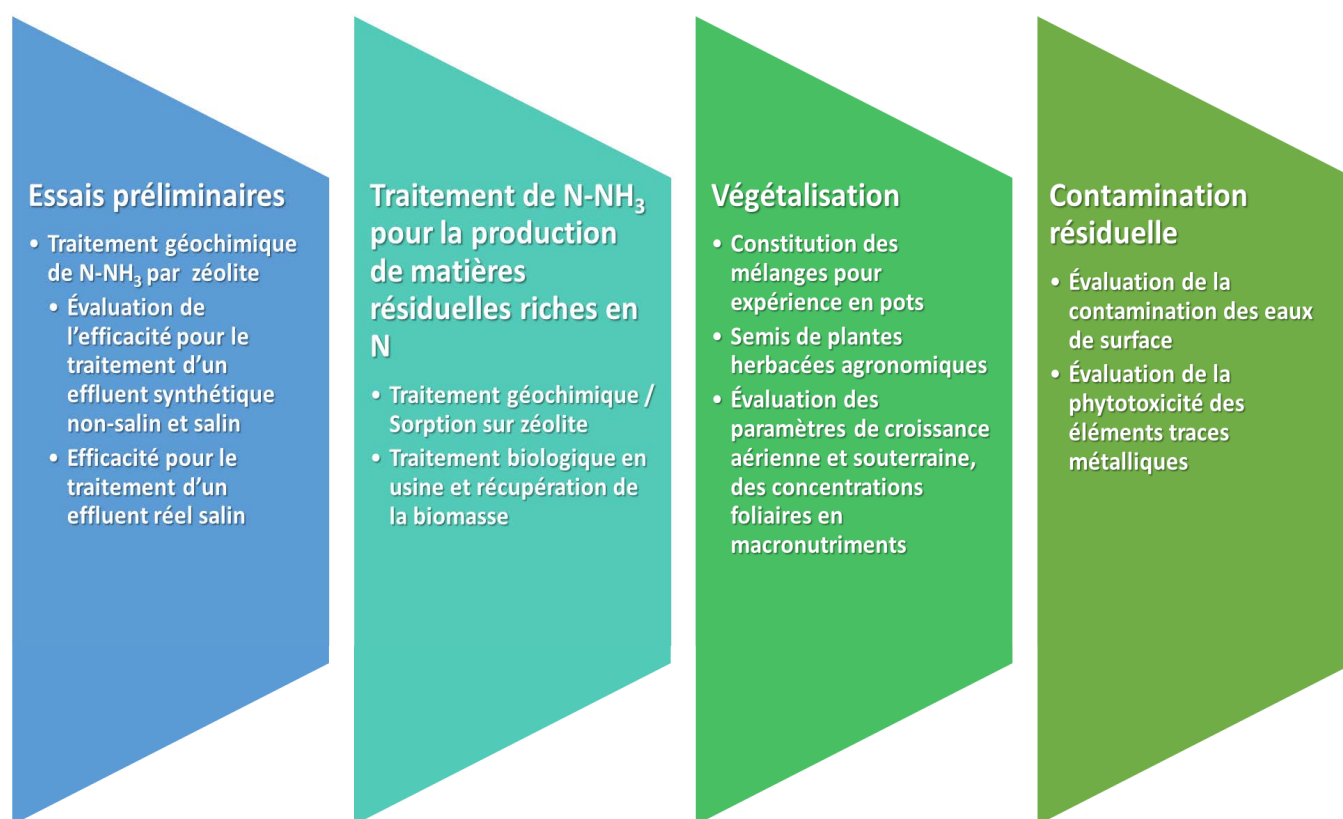 Essais préliminaires
• Traitement géochimique
de N-NH₃ par zéolite
• Évaluation de
l'efficacité pour le
traitement d'un
effluent synthétique
non-salin et salin
• Efficacité pour le
traitement d'un
effluent réel salin
Traitement de N-NH₃
pour la production
de matières
résiduelles riches en
N
• Traitement géochimique /
Sorption sur zéolite
• Traitement biologique en
usine et récupération de
la biomasse
Végétalisation
• Constitution des
mélanges pour
expérience en pots
• Semis de plantes
herbacées agronomiques
• Évaluation des
paramètres de croissance
aérienne et souterraine,
des concentrations
foliaires en
macronutriments
Contamination
résiduelle
• Évaluation de la
contamination des eaux
de surface
• Évaluation de la
phytotoxicité des
éléments traces
métalliques